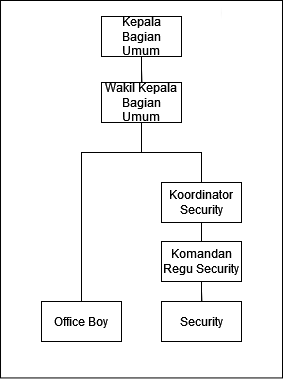 Kepala
Bagian
Umum
Wakil Kepala
Bagian
Umum
Koordinator
Security
Komandan
Regu Security
Office Boy
Security